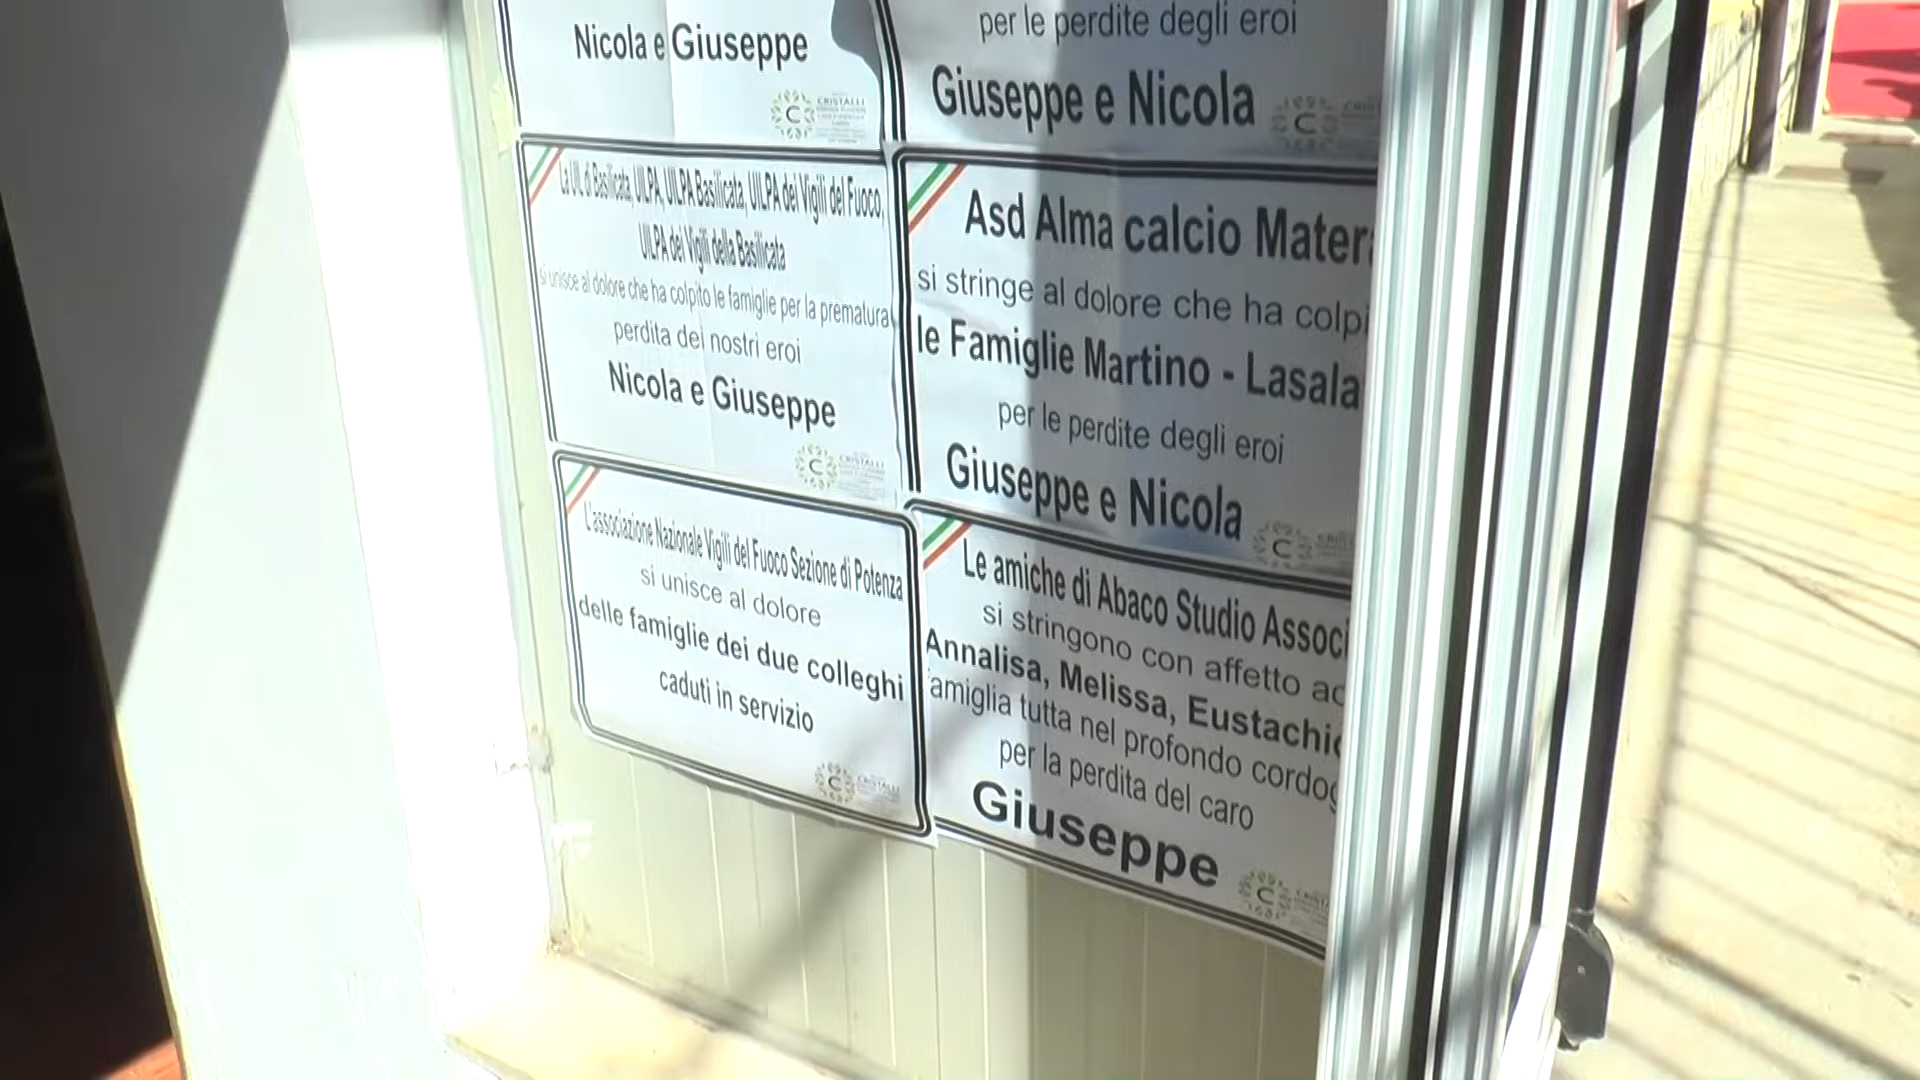 Nicola e Giuseppe
CRISTALLI
per le perdite degli eroi
Giuseppe e Nicola
La UIL di Basilicata, UILPA, UILPA Basilicata, UILPA dei Vigili del Fuoco,
UILPA dei Vigili della Basilicata
si unisce al dolore che ha colpito le famiglie per la prematura
perdita dei nostri eroi
Nicola e Giuseppe
CRISTALLI
Asd Alma calcio Matera
si stringe al dolore che ha colpi
le Famiglie Martino - Lasala
per le perdite degli eroi
Giuseppe e Nicola
L'associazione Nazionale Vigili del Fuoco Sezione di Potenza
si unisce al dolore
delle famiglie dei due colleghi
caduti in servizio
CRISTALLI
Le amiche di Abaco Studio Associ
si stringono con affetto ad
Annalisa, Melissa, Eustachio
famiglia tutta nel profondo cordog
per la perdita del caro
Giuseppe